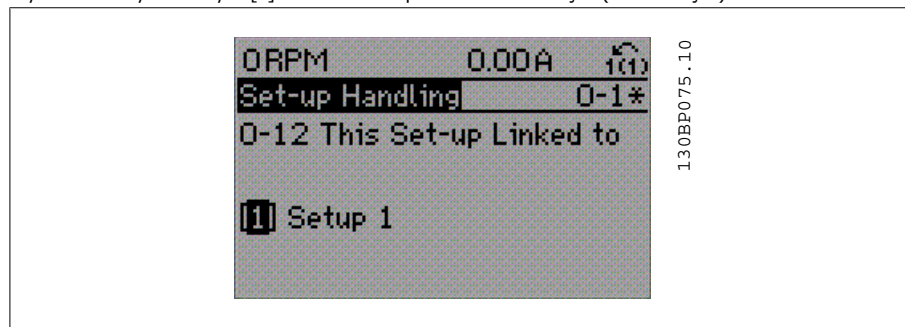 0RPM 0.00A 1(1)
Set-up Handling 0-1*
0-12 This Set-up Linked to
[1] Setup 1
130BP075.10